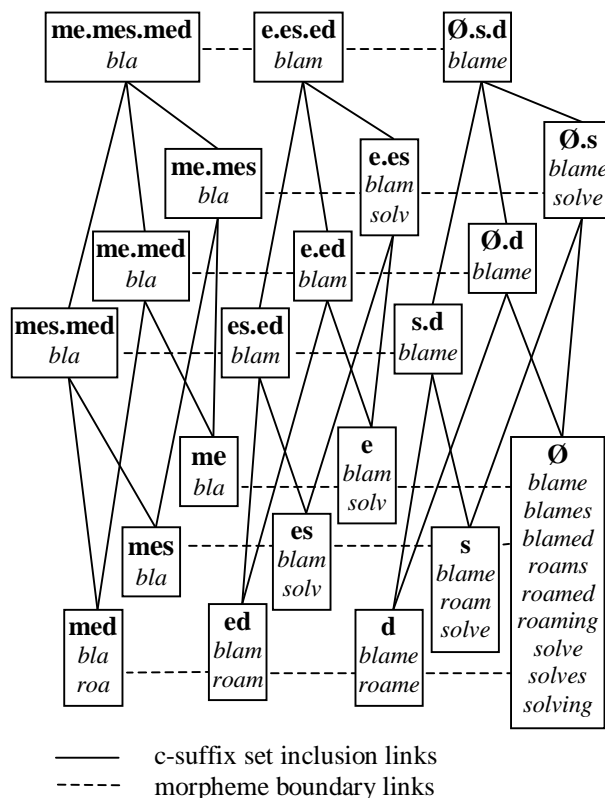 me.mes.med
bla
e.es.ed
blam
Ø.s.d
blame
me.mes
bla
e.es
blam
solv
Ø.s
blame
solve
me.med
bla
e.ed
blam
Ø.d
blame
mes.med
bla
es.ed
blam
s.d
blame
me
bla
e
blam
solv
Ø
blame
blames
blamed
roams
roamed
roaming
solve
solves
solving
mes
bla
es
blam
solv
s
blame
roam
solve
med
bla
roa
ed
blam
roam
d
blame
roame
c-suffix set inclusion links
morpheme boundary links